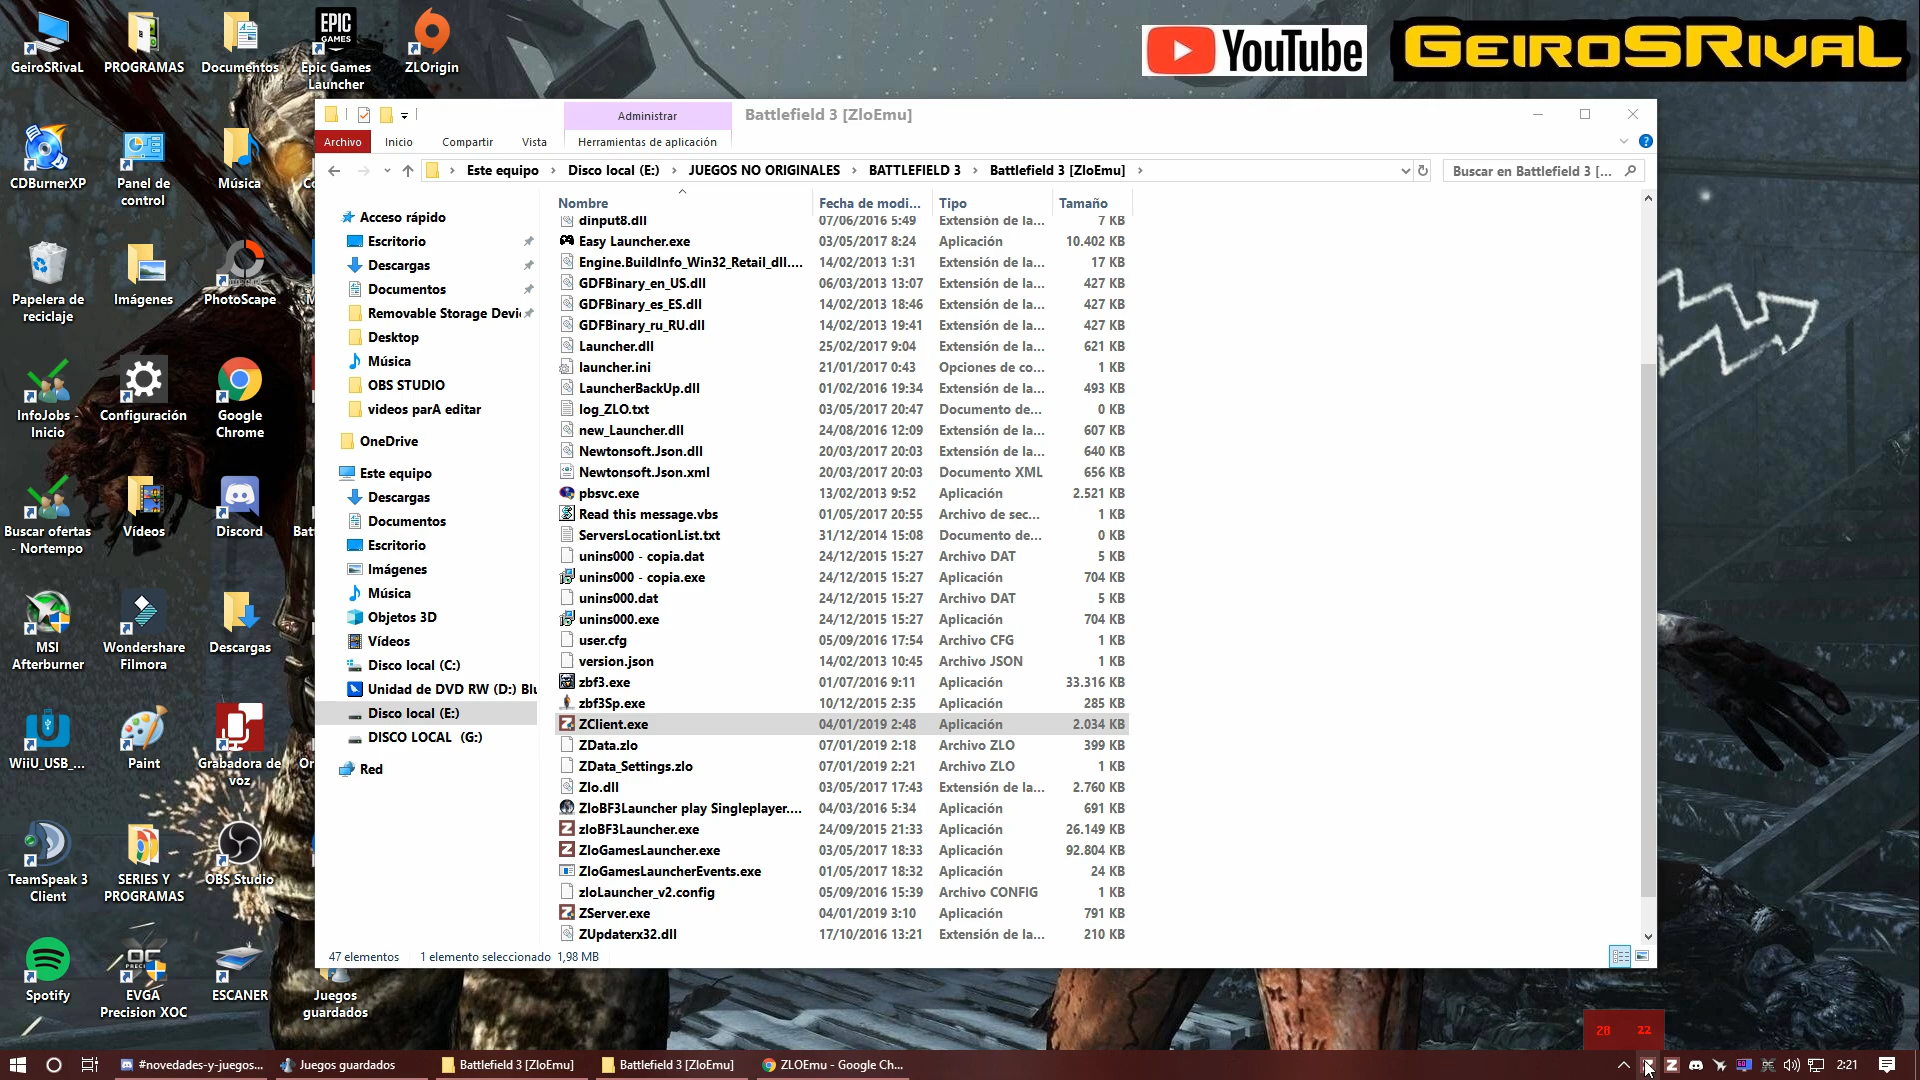 GeiroSRivaL
PROGRAMAS
Documentos
EPIC
GAMES
Epic Games
Launcher
ZLOrigin
YouTube
GEIROSRIVAL
CDBurnerXP
Panel de
control
Música
Papelera de
reciclaje
Imágenes
PhotoScape
InfoJobs -
Inicio
Configuración
Google
Chrome
Buscar ofertas
- Nortempo
Vídeos
Discord
MSI
Afterburner
Wondershare
Filmora
Descargas
WiiU_USB_...
Paint
Grabadora de
voz
TeamSpeak 3
Client
SERIES Y
PROGRAMAS
OBS Studio
Spotify
EVGA
Precision XOC
ESCANER
Juegos
guardados
Administrar
Battlefield 3 [ZloEmu]
Archivo
Inicio
Compartir
Vista
Herramientas de aplicación
Este equipo
Disco local (E:)
JUEGOS NO ORIGINALES
BATTLEFIELD 3
Battlefield 3 [ZloEmu]
Buscar en Battlefield 3 [...
Acceso rápido
Escritorio
Descargas
Documentos
Removable Storage Devi
Desktop
Música
OBS STUDIO
videos parA editar
OneDrive
Este equipo
Descargas
Documentos
Escritorio
Imágenes
Música
Objetos 3D
Vídeos
Disco local (C:)
Unidad de DVD RW (D:) Blu
Disco local (E:)
DISCO LOCAL (G:)
Red
Nombre Fecha de modi... Tipo Tamaño
dinput8.dll 07/06/2016 5:49 Extensión de la... 7 KB
Easy Launcher.exe 03/05/2017 8:24 Aplicación 10.402 KB
Engine.BuildInfo_Win32_Retail_dll.... 14/02/2013 1:31 Extensión de la... 17 KB
GDFBinary_en_US.dll 06/03/2013 13:07 Extensión de la... 427 KB
GDFBinary_es_ES.dll 14/02/2013 18:46 Extensión de la... 427 KB
GDFBinary_ru_RU.dll 14/02/2013 19:41 Extensión de la... 427 KB
Launcher.dll 25/02/2017 9:04 Extensión de la... 621 KB
launcher.ini 21/01/2017 0:43 Opciones de co... 1 KB
LauncherBackUp.dll 01/02/2016 19:34 Extensión de la... 493 KB
log_ZLO.txt 03/05/2017 20:47 Documento de... 0 KB
new_Launcher.dll 24/08/2016 12:09 Extensión de la... 607 KB
Newtonsoft.Json.dll 20/03/2017 20:03 Extensión de la... 640 KB
Newtonsoft.Json.xml 20/03/2017 20:03 Documento XML 656 KB
pbsvc.exe 13/02/2013 9:52 Aplicación 2.521 KB
Read this message.vbs 01/05/2017 20:55 Archivo de sec... 1 KB
ServersLocationList.txt 31/12/2014 15:08 Documento de... 0 KB
unins000 - copia.dat 24/12/2015 15:27 Archivo DAT 5 KB
unins000 - copia.exe 24/12/2015 15:27 Aplicación 704 KB
unins000.dat 24/12/2015 15:27 Archivo DAT 5 KB
unins000.exe 24/12/2015 15:27 Aplicación 704 KB
user.cfg 05/09/2016 17:54 Archivo CFG 1 KB
version.json 14/02/2013 10:45 Archivo JSON 1 KB
zbf3.exe 01/07/2016 9:11 Aplicación 33.316 KB
zbf3Sp.exe 10/12/2015 2:35 Aplicación 285 KB
ZClient.exe 04/01/2019 2:48 Aplicación 2.034 KB
ZData.zlo 07/01/2019 2:18 Archivo ZLO 399 KB
ZData_Settings.zlo 07/01/2019 2:21 Archivo ZLO 1 KB
Zlo.dll 03/05/2017 17:43 Extensión de la... 2.760 KB
ZloBF3Launcher play Singleplayer.... 04/03/2016 5:34 Aplicación 691 KB
zloBF3Launcher.exe 24/09/2015 21:33 Aplicación 26.149 KB
ZloGamesLauncher.exe 03/05/2017 18:33 Aplicación 92.804 KB
ZloGamesLauncherEvents.exe 01/05/2017 18:32 Aplicación 24 KB
zloLauncher_v2.config 05/09/2016 15:39 Archivo CONFIG 1 KB
ZServer.exe 04/01/2019 3:10 Aplicación 791 KB
ZUpdaterx32.dll 17/10/2016 13:21 Extensión de la... 210 KB
47 elementos 1 elemento seleccionado 1,98 MB
28 22
#novedades-y-juegos...
Juegos guardados
Battlefield 3 [ZloEmu]
Battlefield 3 [ZloEmu]
ZLOEmu - Google Ch...
2:21